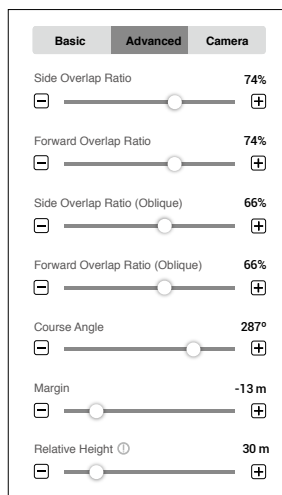 Basic Advanced Camera
Side Overlap Ratio 74%
Forward Overlap Ratio 74%
Side Overlap Ratio (Oblique) 66%
Forward Overlap Ratio (Oblique) 66%
Course Angle 287º
Margin -13 m
Relative Height 30 m